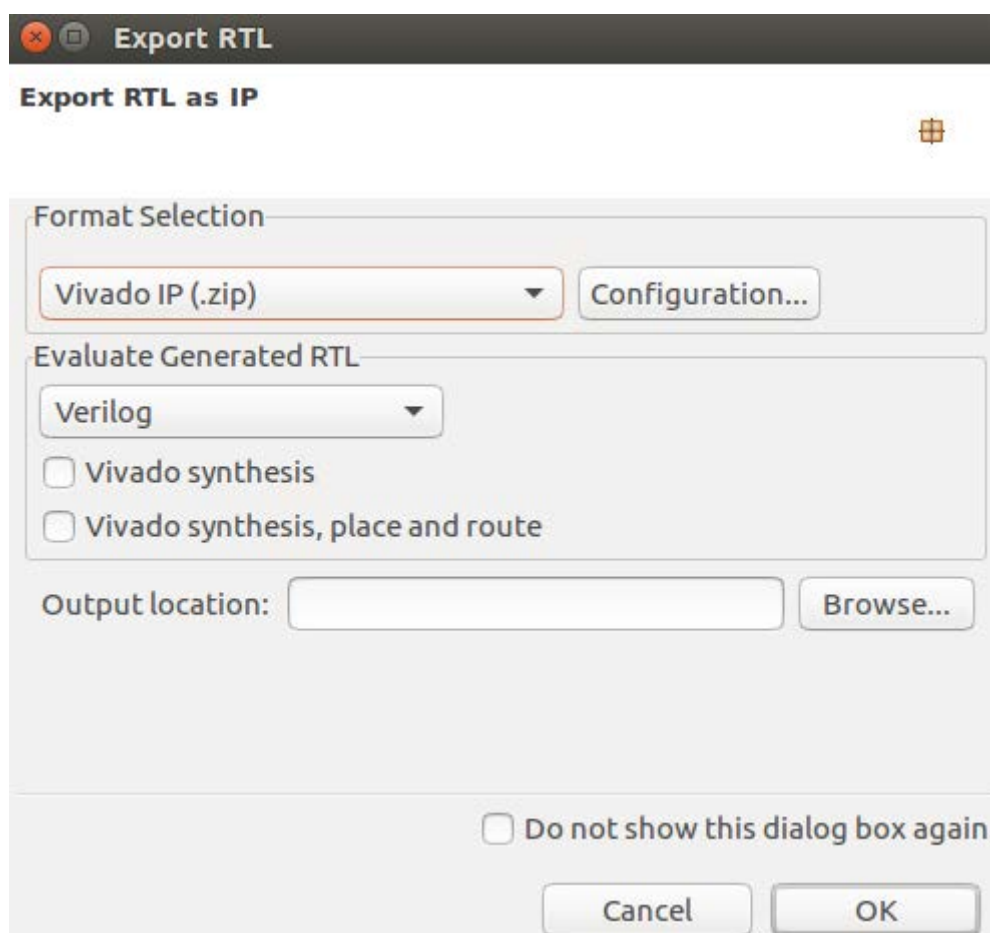 Export RTL
Export RTL as IP
Format Selection
Vivado IP (.zip) Configuration...
Evaluate Generated RTL
Verilog
Vivado synthesis
Vivado synthesis, place and route
Output location: Browse...
Do not show this dialog box again
Cancel OK